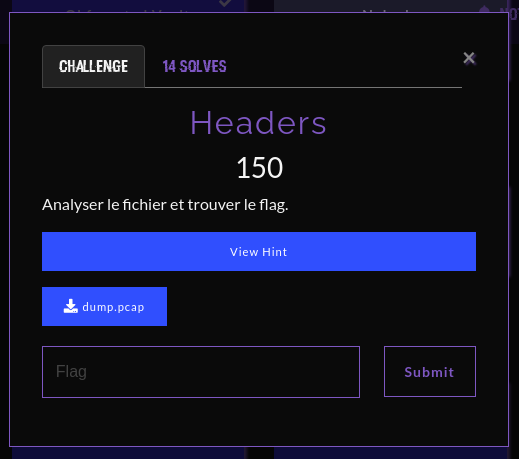 CHALLENGE
14 SOLVES
×
Headers
150
Analyser le fichier et trouver le flag.
View Hint
dump.pcap
Flag
Submit